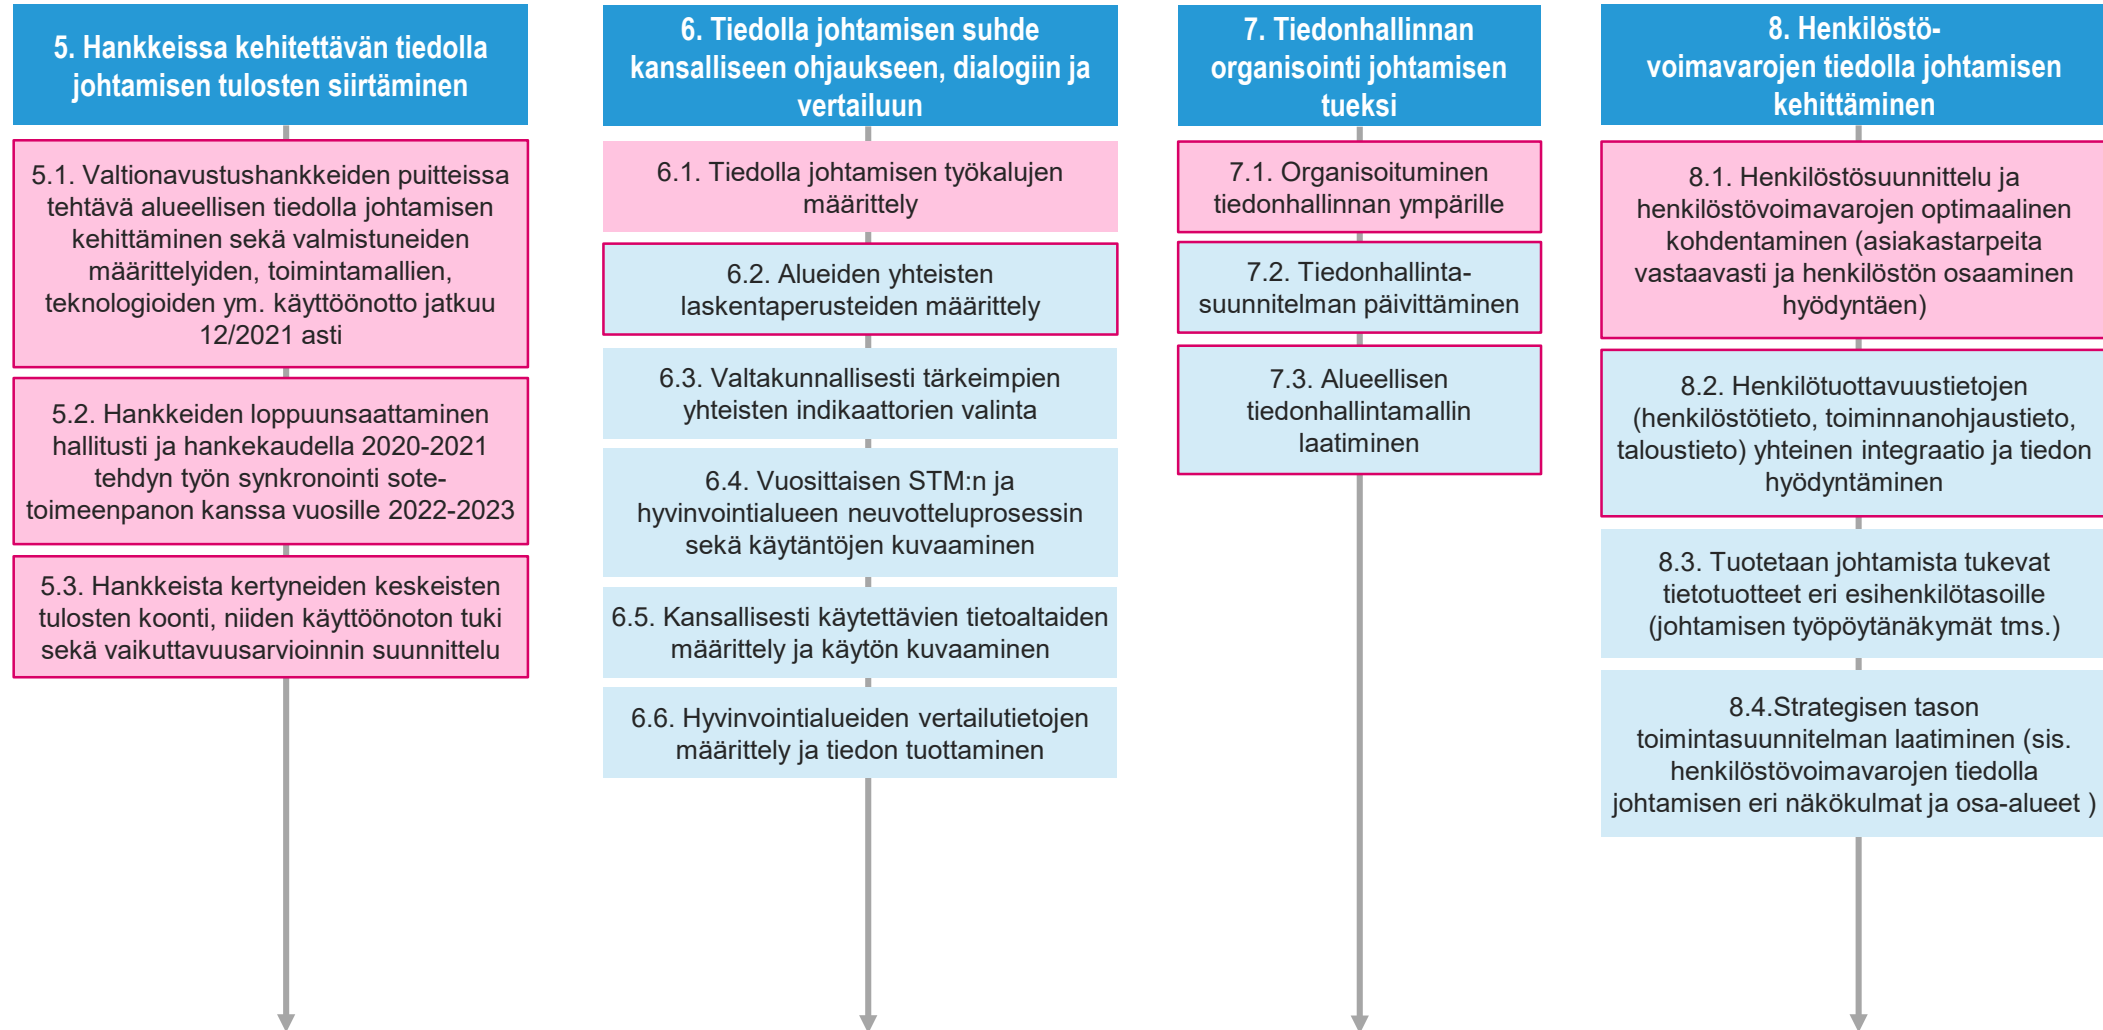 5. Hankkeissa kehitettävän tiedolla
johtamisen tulosten siirtäminen
5.1. Valtionavustushankkeiden puitteissa
tehtävä alueellisen tiedolla johtamisen
kehittäminen sekä valmistuneiden
määrittelyiden, toimintamallien,
teknologioiden ym. käyttöönotto jatkuu
12/2021 asti
5.2. Hankkeiden loppuunsaattaminen
hallitusti ja hankekaudella 2020-2021
tehdyn työn synkronointi sote-
toimeenpanon kanssa vuosille 2022-2023
5.3. Hankkeista kertyneiden keskeisten
tulosten koonti, niiden käyttöönoton tuki
sekä vaikuttavuusarvioinnin suunnittelu
6. Tiedolla johtamisen suhde
kansalliseen ohjaukseen, dialogiin ja
vertailuun
6.1. Tiedolla johtamisen työkalujen
määrittely
6.2. Alueiden yhteisten
laskentaperusteiden määrittely
6.3. Valtakunnallisesti tärkeimpien
yhteisten indikaattorien valinta
6.4. Vuosittaisen STM:n ja
hyvinvointialueen neuvotteluprosessin
sekä käytäntöjen kuvaaminen
6.5. Kansallisesti käytettävien tietoaltaiden
määrittely ja käytön kuvaaminen
6.6. Hyvinvointialueiden vertailutietojen
määrittely ja tiedon tuottaminen
7. Tiedonhallinnan
organisointi johtamisen
tueksi
7.1. Organisoituminen
tiedonhallinnan ympärille
7.2. Tiedonhallinta-
suunnitelman päivittäminen
7.3. Alueellisen
tiedonhallintamallin
laatiminen
8. Henkilöstö-
voimavarojen tiedolla johtamisen
kehittäminen
8.1. Henkilöstösuunnittelu ja
henkilöstövoimavarojen optimaalinen
kohdentaminen (asiakastarpeita
vastaavasti ja henkilöstön osaaminen
hyödyntäen)
8.2. Henkilötuottavuustietojen
(henkilöstötieto, toiminnanohjaustieto,
taloustieto) yhteinen integraatio ja tiedon
hyödyntäminen
8.3. Tuotetaan johtamista tukevat
tietotuotteet eri esihenkilötasoille
(johtamisen työpöytänäkymät tms.)
8.4.Strategisen tason
toimintasuunnitelman laatiminen (sis.
henkilöstövoimavarojen tiedolla
johtamisen eri näkökulmat ja osa-alueet )